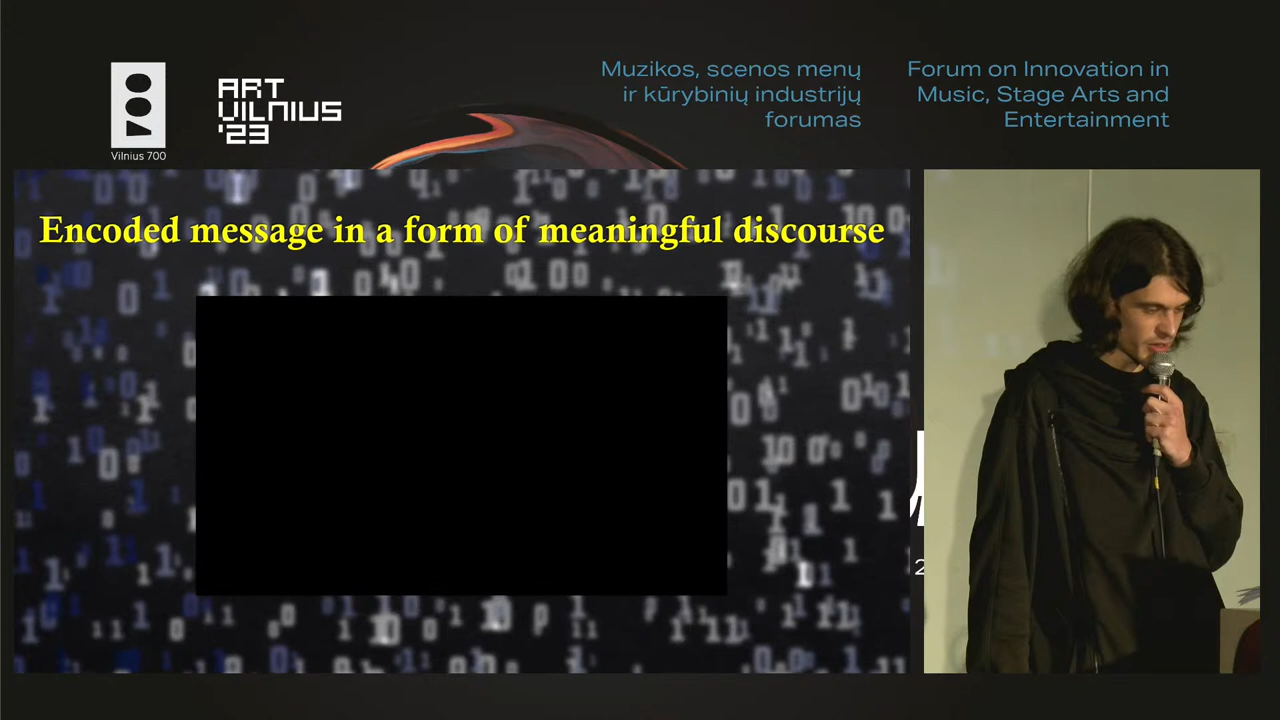 Vilnius 700
ART
VILNIUS
'23
Muzikos, scenos menų
ir kūrybinių industrijų
forumas
Forum on Innovation in
Music, Stage Arts and
Entertainment
Encoded message in a form of meaningful discourse